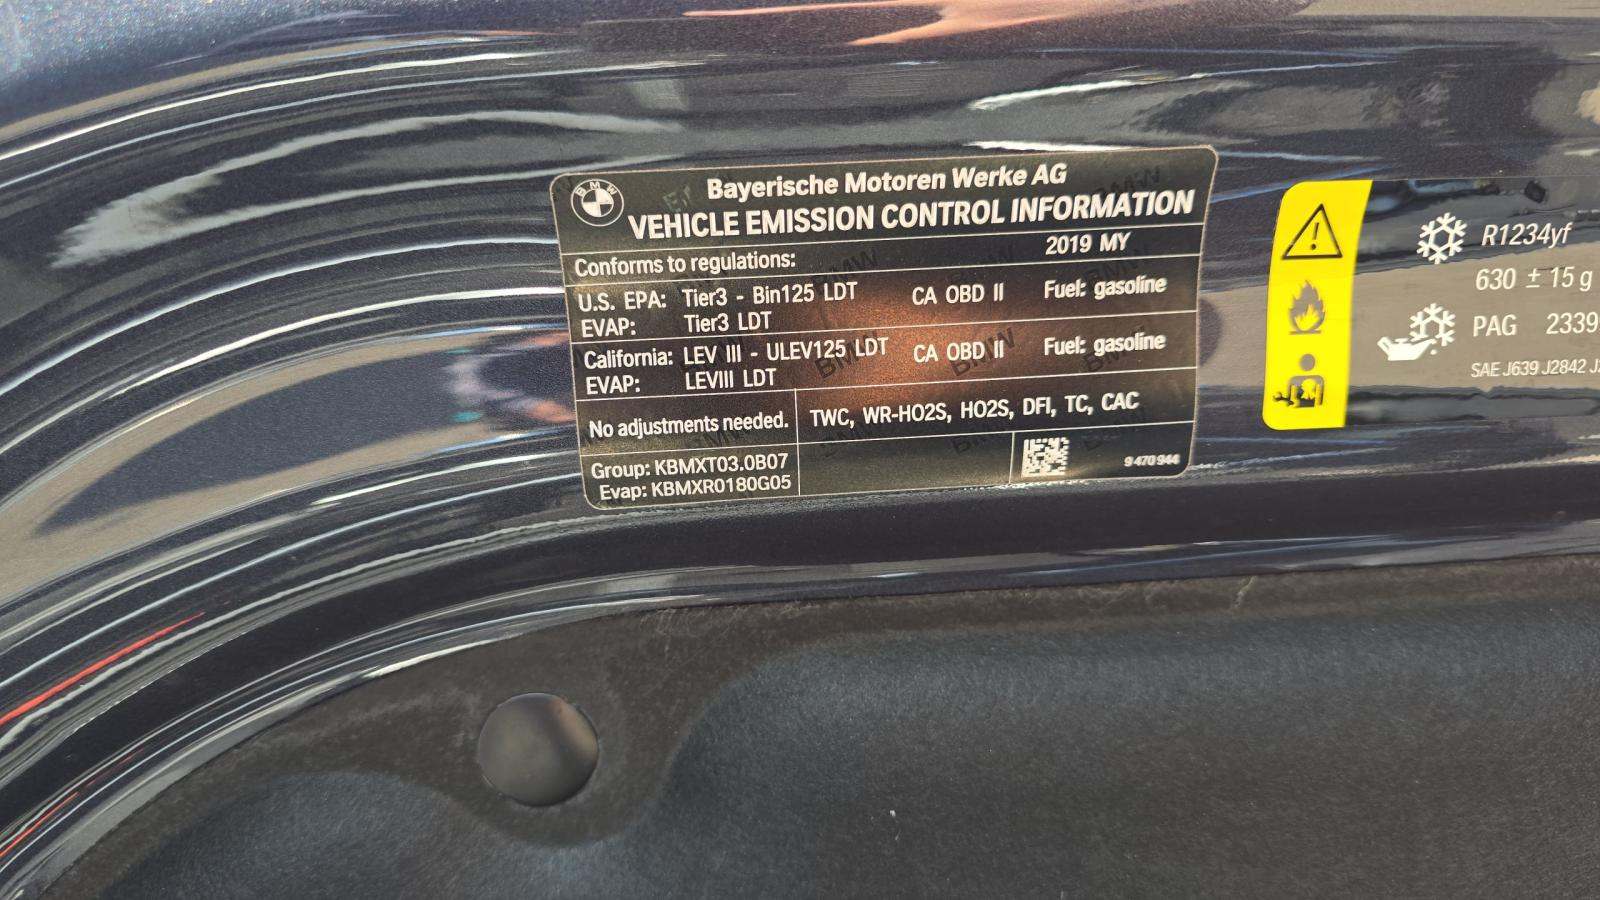 BMW
Bayerische Motoren Werke AG
VEHICLE EMISSION CONTROL INFORMATION
Conforms to regulations: 2019 MY
U.S. EPA: Tier3 - Bin125 LDT CA OBD II Fuel: gasoline
EVAP: Tier3 LDT
California: LEV III - ULEV125 LDT CA OBD II Fuel: gasoline
EVAP: LEVIII LDT
No adjustments needed. TWC, WR-HO2S, HO2S, DFI, TC, CAC
Group: KBMXT03.0B07
Evap: KBMXR0180G05
9 470 944
R1234yf
630 ± 15 g
PAG 2339
SAE J639 J2842